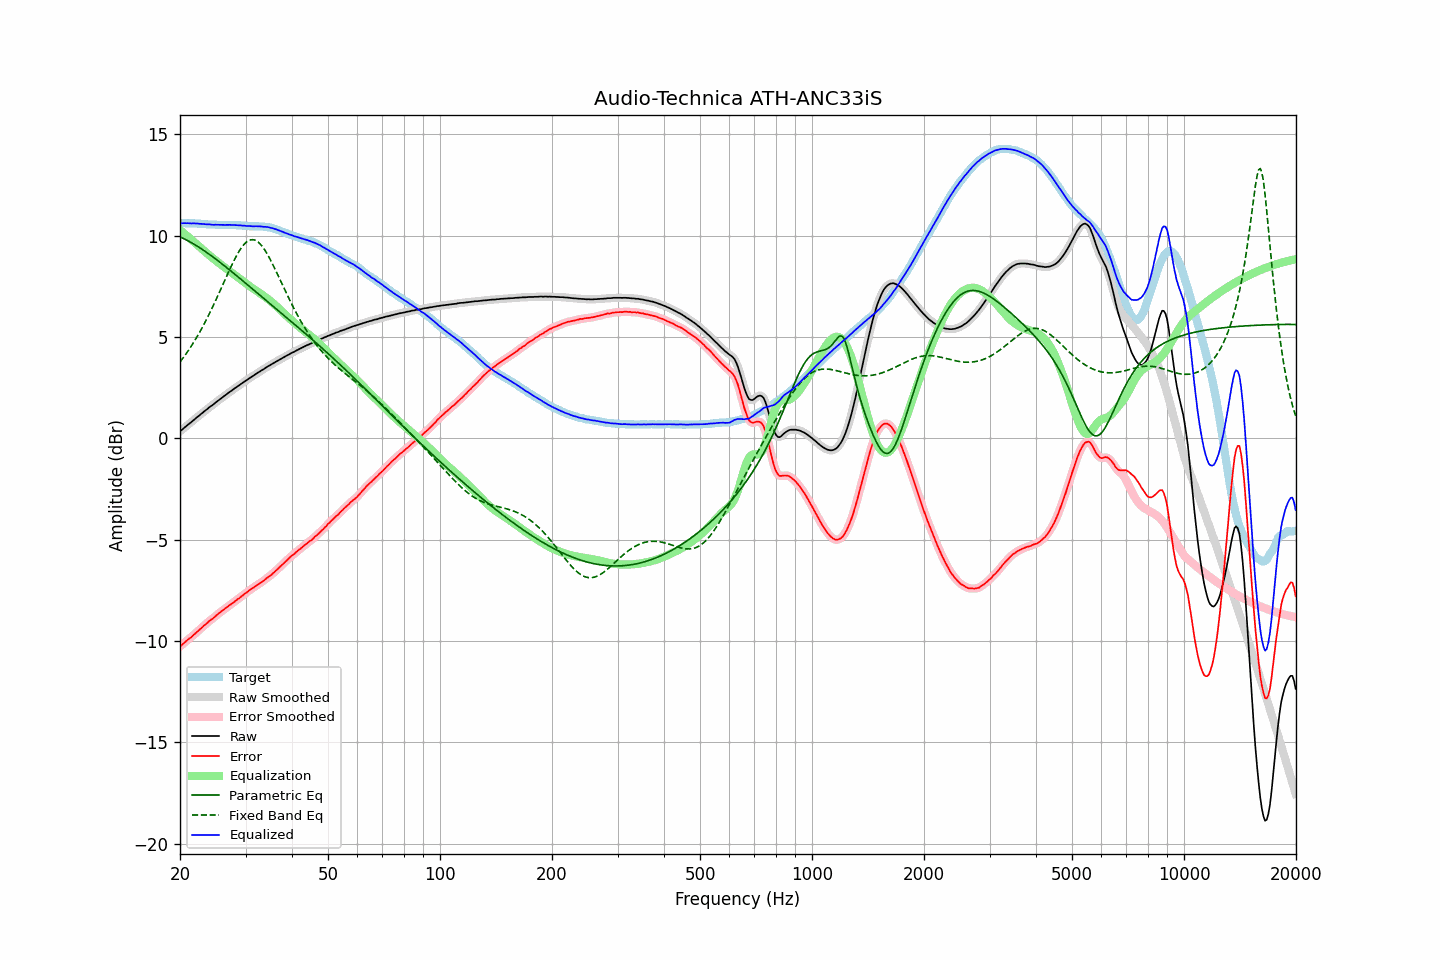 Audio-Technica ATH-ANC33iS
Amplitude (dBr)
15
10
5
0
−5
−10
−15
−20
Target
Raw Smoothed
Error Smoothed
Raw
Error
Equalization
Parametric Eq
Fixed Band Eq
Equalized
20 50 100 200 500 1000 2000 5000 10000 20000
Frequency (Hz)